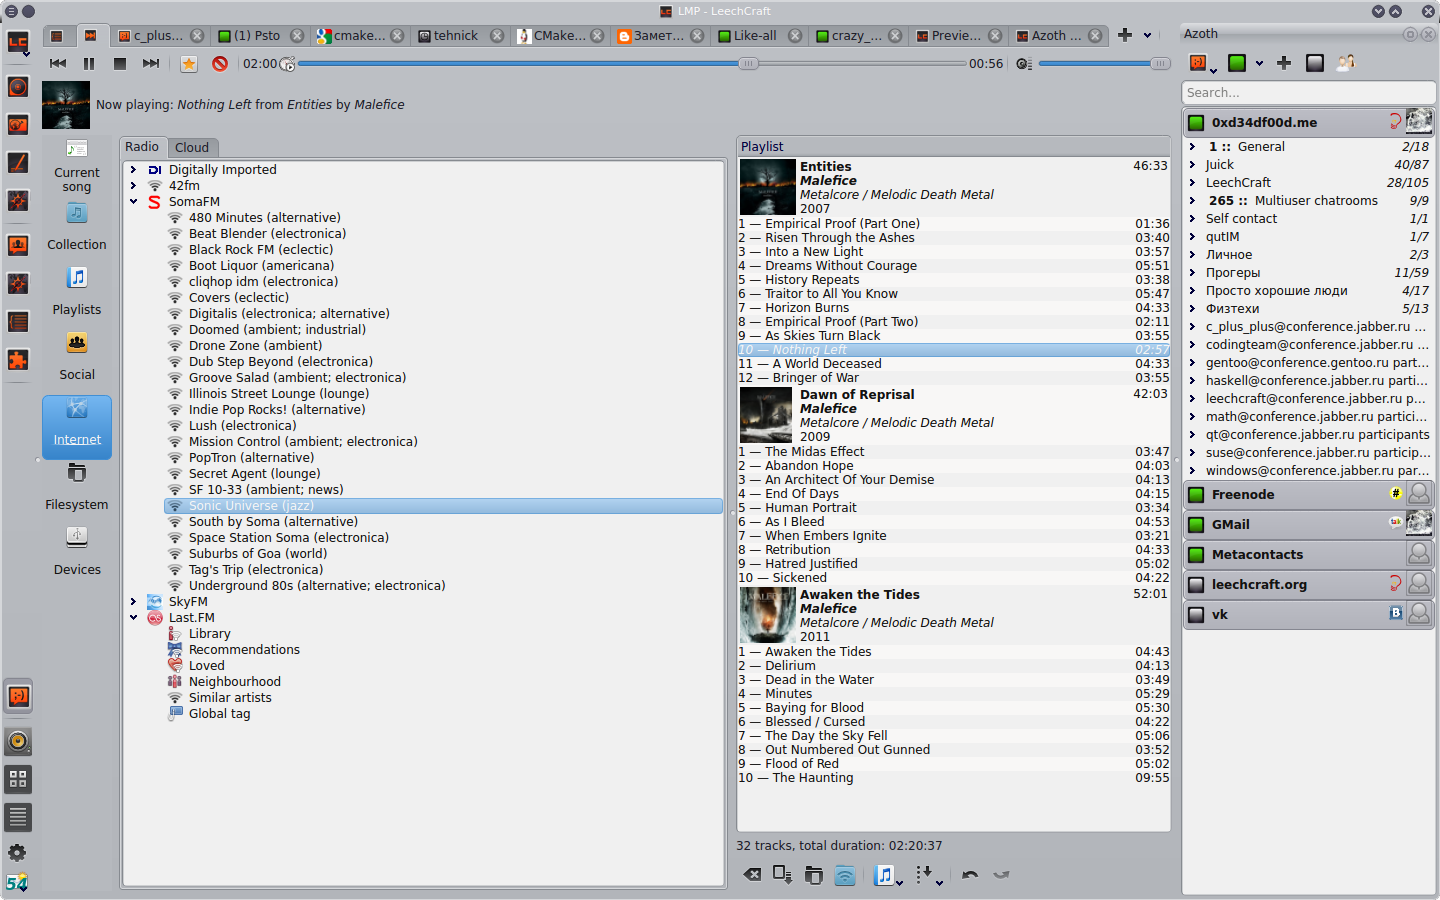 LMP - LeechCraft
c_plus...
(1) Psto
cmake...
tehnick
CMake...
Замет...
Like-all
crazy_...
Previe...
Azoth ...
02:00
00:56
Now playing: Nothing Left from Entities by Malefice
Current song
Collection
Playlists
Social
Internet
Filesystem
Devices
54
Radio
Cloud
Digitally Imported
42fm
SomaFM
480 Minutes (alternative)
Beat Blender (electronica)
Black Rock FM (eclectic)
Boot Liquor (americana)
cliqhop idm (electronica)
Covers (eclectic)
Digitalis (electronica; alternative)
Doomed (ambient; industrial)
Drone Zone (ambient)
Dub Step Beyond (electronica)
Groove Salad (ambient; electronica)
Illinois Street Lounge (lounge)
Indie Pop Rocks! (alternative)
Lush (electronica)
Mission Control (ambient; electronica)
PopTron (alternative)
Secret Agent (lounge)
SF 10-33 (ambient; news)
Sonic Universe (jazz)
South by Soma (alternative)
Space Station Soma (electronica)
Suburbs of Goa (world)
Tag's Trip (electronica)
Underground 80s (alternative; electronica)
SkyFM
Last.FM
Library
Recommendations
Loved
Neighbourhood
Similar artists
Global tag
Playlist
Entities 46:33
Malefice
Metalcore / Melodic Death Metal
2007
1 — Empirical Proof (Part One) 01:36
2 — Risen Through the Ashes 03:40
3 — Into a New Light 03:57
4 — Dreams Without Courage 05:51
5 — History Repeats 03:38
6 — Traitor to All You Know 05:47
7 — Horizon Burns 04:33
8 — Empirical Proof (Part Two) 02:11
9 — As Skies Turn Black 03:55
10 — Nothing Left 02:57
11 — A World Deceased 04:33
12 — Bringer of War 03:55
Dawn of Reprisal 42:03
Malefice
Metalcore / Melodic Death Metal
2009
1 — The Midas Effect 03:47
2 — Abandon Hope 04:03
3 — An Architect Of Your Demise 04:13
4 — End Of Days 04:15
5 — Human Portrait 03:34
6 — As I Bleed 04:53
7 — When Embers Ignite 03:21
8 — Retribution 04:33
9 — Hatred Justified 05:02
10 — Sickened 04:22
Awaken the Tides 52:01
Malefice
Metalcore / Melodic Death Metal
2011
1 — Awaken the Tides 04:43
2 — Delirium 04:13
3 — Dead in the Water 03:49
4 — Minutes 05:29
5 — Baying for Blood 05:30
6 — Blessed / Cursed 04:22
7 — The Day the Sky Fell 05:06
8 — Out Numbered Out Gunned 03:52
9 — Flood of Red 05:02
10 — The Haunting 09:55
32 tracks, total duration: 02:20:37
Azoth
Search...
0xd34df00d.me
1 :: General 2/18
Juick 40/87
LeechCraft 28/105
265 :: Multiuser chatrooms 9/9
Self contact 1/1
qutIM 1/7
Личное 2/3
Прогеры 11/59
Просто хорошие люди 4/17
Физтехи 5/13
c_plus_plus@conference.jabber.ru ...
codingteam@conference.jabber.ru ...
gentoo@conference.gentoo.ru part...
haskell@conference.jabber.ru parti...
leechcraft@conference.jabber.ru p...
math@conference.jabber.ru partici...
qt@conference.jabber.ru participants
suse@conference.jabber.ru particip...
windows@conference.jabber.ru par...
Freenode
GMail
Metacontacts
leechcraft.org
vk